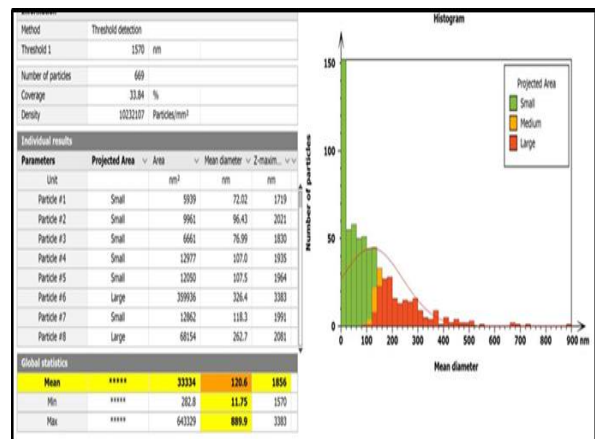 Information
Method Threshold detection
Threshold 1 1570 nm
Number of particles 669
Coverage 33.84 %
Density 10232107 Particles/mm²
Individual results
Parameters Projected Area Area Mean diameter Z-maxim...
Unit nm² nm nm
Particle #1 Small 5939 72.02 1719
Particle #2 Small 9961 96.43 2021
Particle #3 Small 6661 76.99 1830
Particle #4 Small 12977 107.0 1935
Particle #5 Small 12050 107.5 1964
Particle #6 Large 359936 326.4 3383
Particle #7 Small 12862 118.3 1991
Particle #8 Large 68154 262.7 2081
Global statistics
Mean ***** 33334 120.6 1856
Min ***** 282.8 11.75 1570
Max ***** 643329 889.9 3383
Histogram
Number of particles
150
100
50
0
Projected Area
Small
Medium
Large
0 100 200 300 400 500 600 700 800 900 nm
Mean diameter